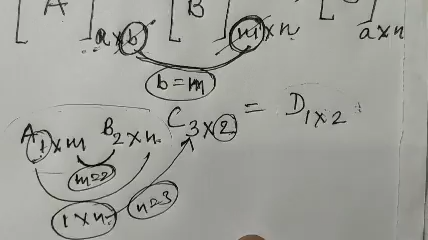 [A] a×b [B] m×n [ ] a×n
b=m
A1×m B2×n C3×2 = D1×2
m=2
1×n n=3